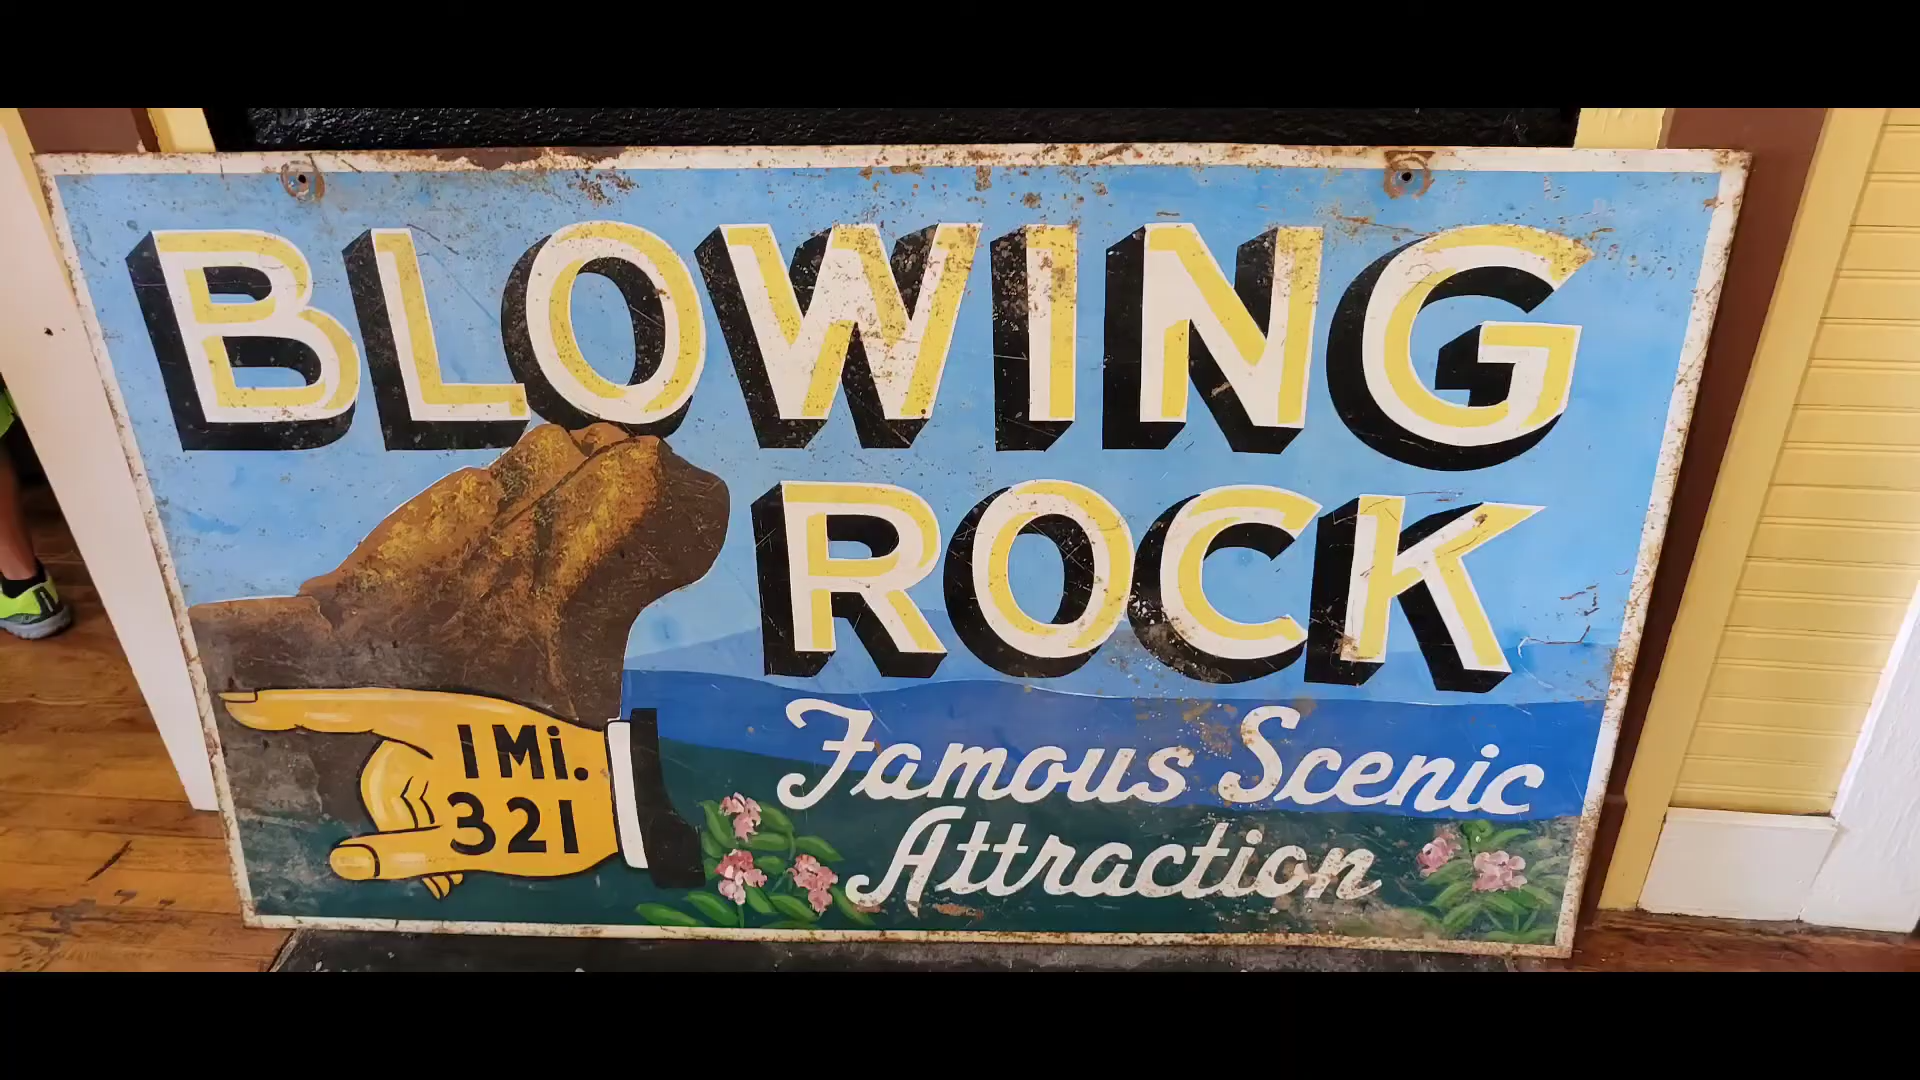 BLOWING
ROCK
Famous Scenic
Attraction
1 Mi.
321